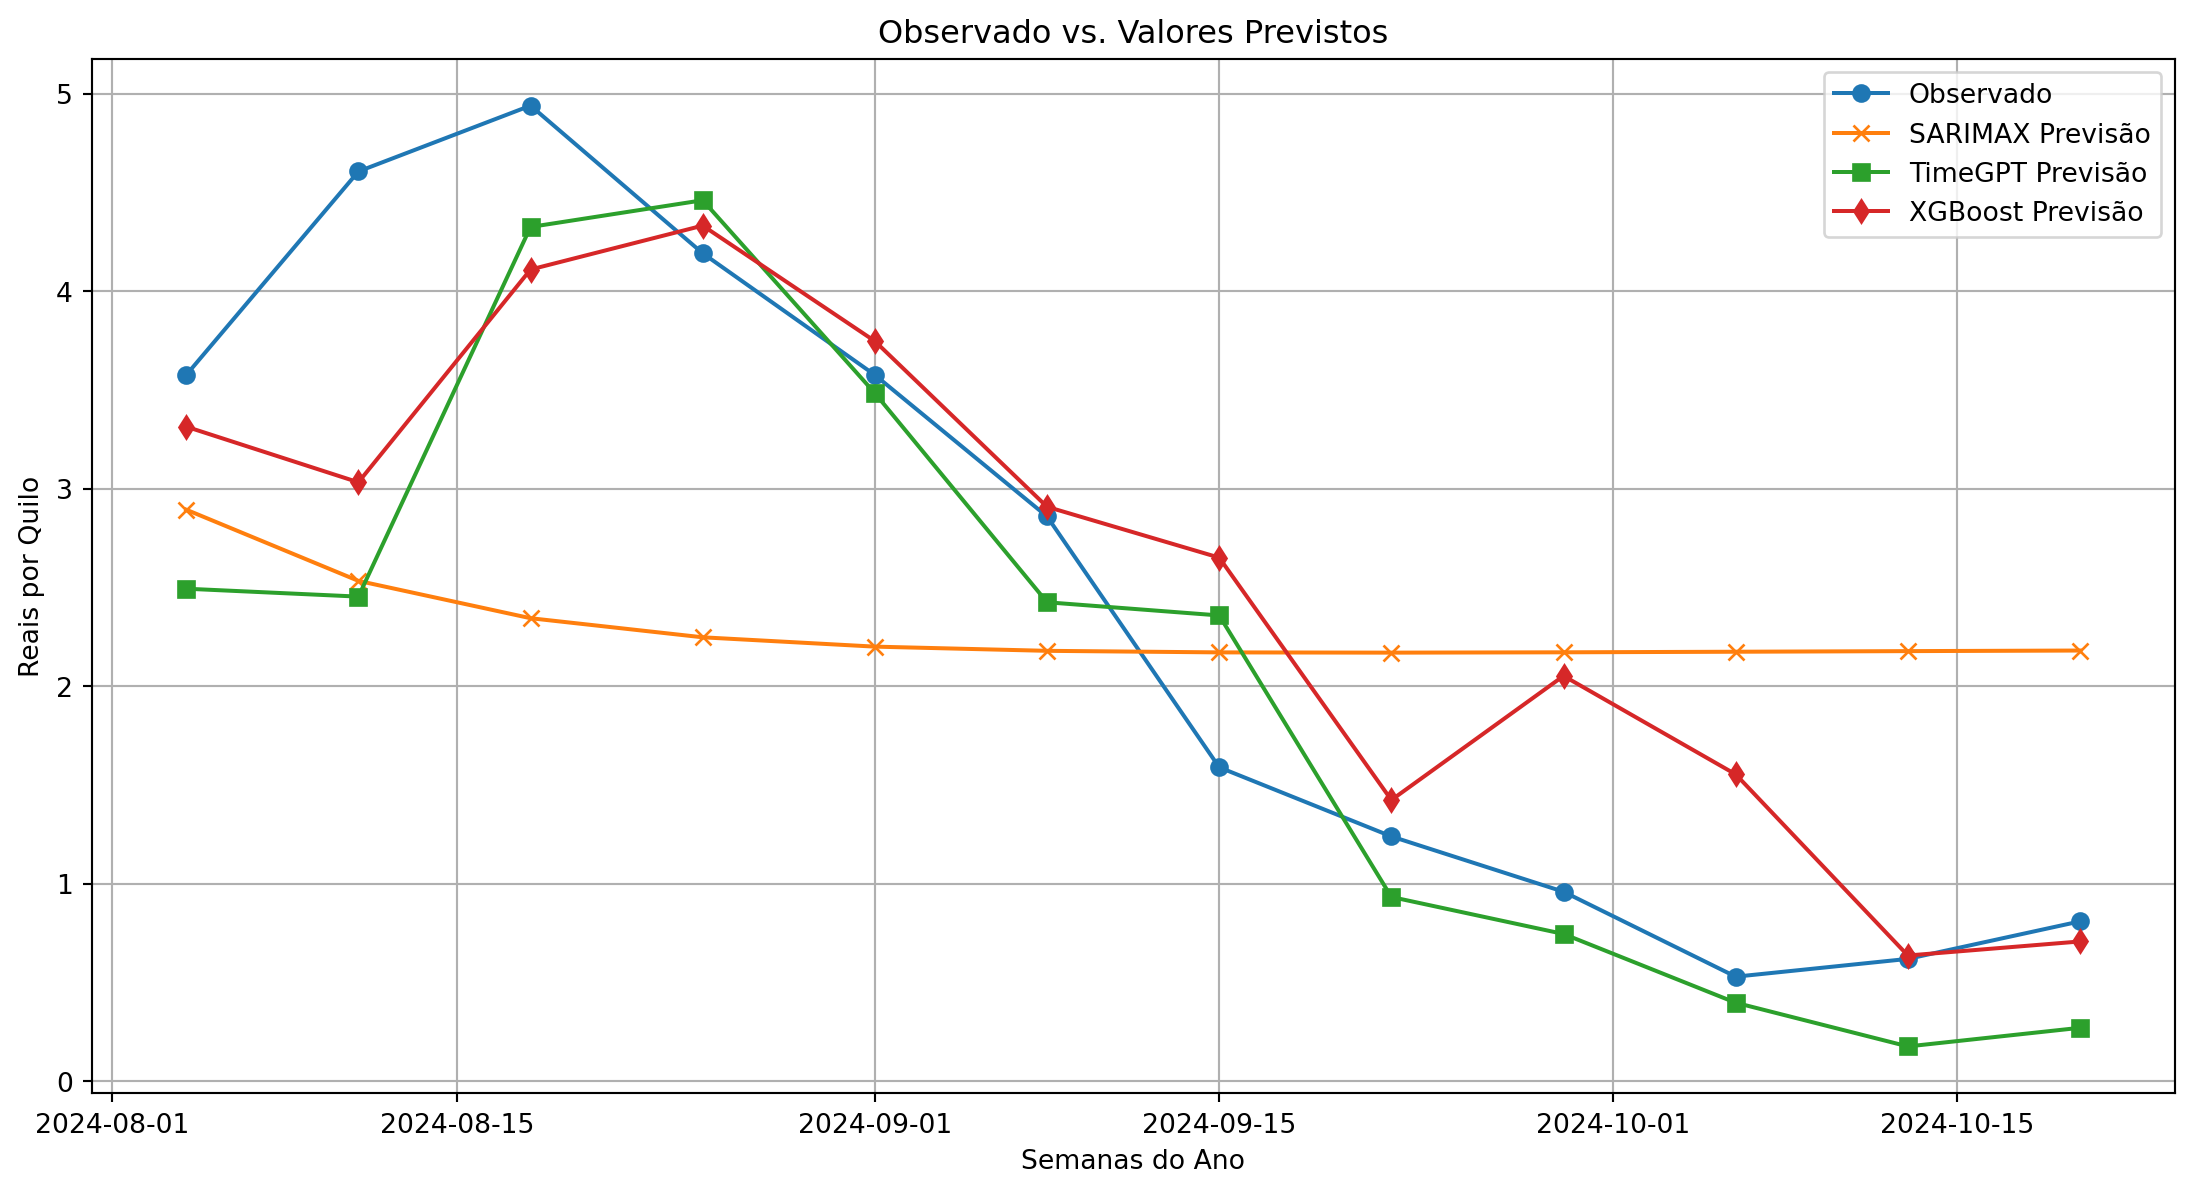 Observado vs. Valores Previstos
Observado
SARIMAX Previsão
TimeGPT Previsão
XGBoost Previsão
Reais por Quilo
5
4
3
2
1
0
2024-08-01 2024-08-15 2024-09-01 2024-09-15 2024-10-01 2024-10-15
Semanas do Ano